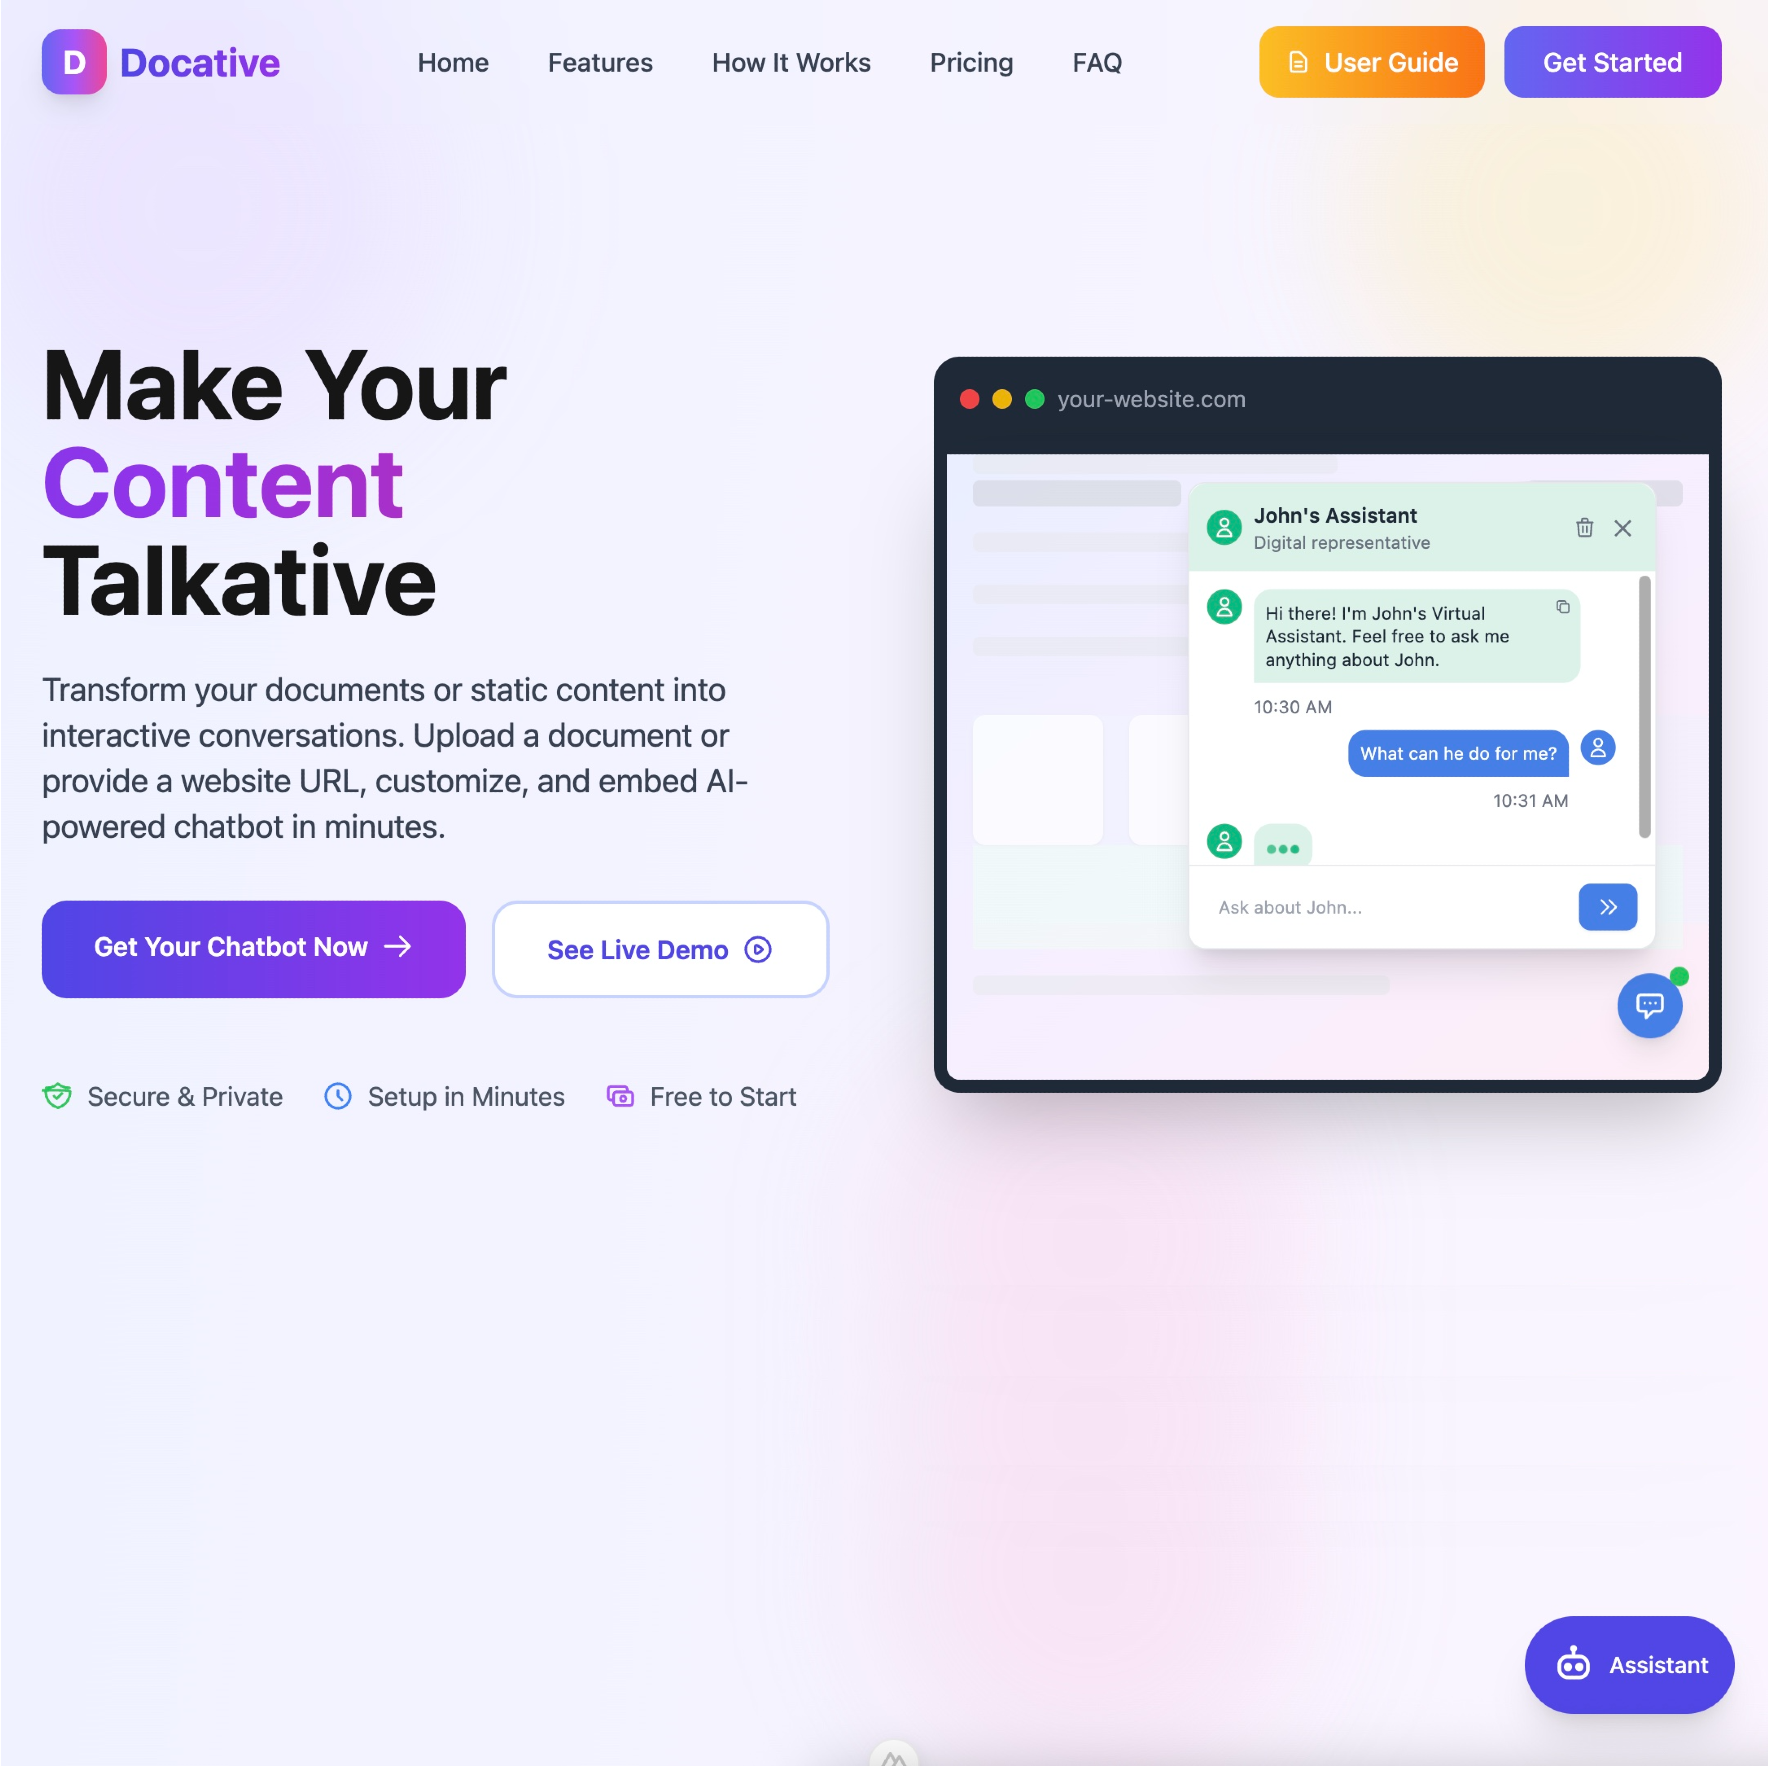 D Docative
Home
Features
How It Works
Pricing
FAQ
User Guide
Get Started
Make Your
Content
Talkative
Transform your documents or static content into
interactive conversations. Upload a document or
provide a website URL, customize, and embed AI-
powered chatbot in minutes.
Get Your Chatbot Now
See Live Demo
Secure & Private
Setup in Minutes
Free to Start
your-website.com
John's Assistant
Digital representative
Hi there! I'm John's Virtual
Assistant. Feel free to ask me
anything about John.
10:30 AM
What can he do for me?
10:31 AM
Ask about John...
Assistant